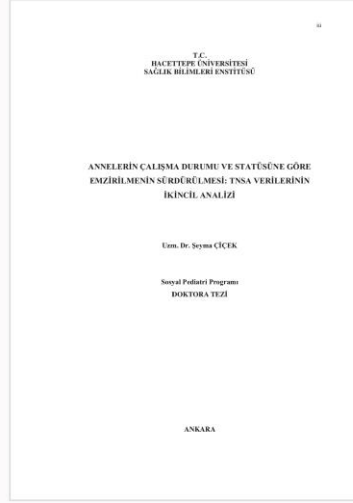 T.C.
HACETTEPE ÜNİVERSİTESİ
SAĞLIK BİLİMLERİ ENSTİTÜSÜ
ANNELERİN ÇALIŞMA DURUMU VE STATÜSÜNE GÖRE
EMZİRİLMENİN SÜRDÜRÜLMESİ: TNSA VERİLERİNİN
İKİNCİL ANALİZİ
Uzm. Dr. Şeyma ÇİÇEK
Sosyal Pediatri Programı
DOKTORA TEZİ
ANKARA